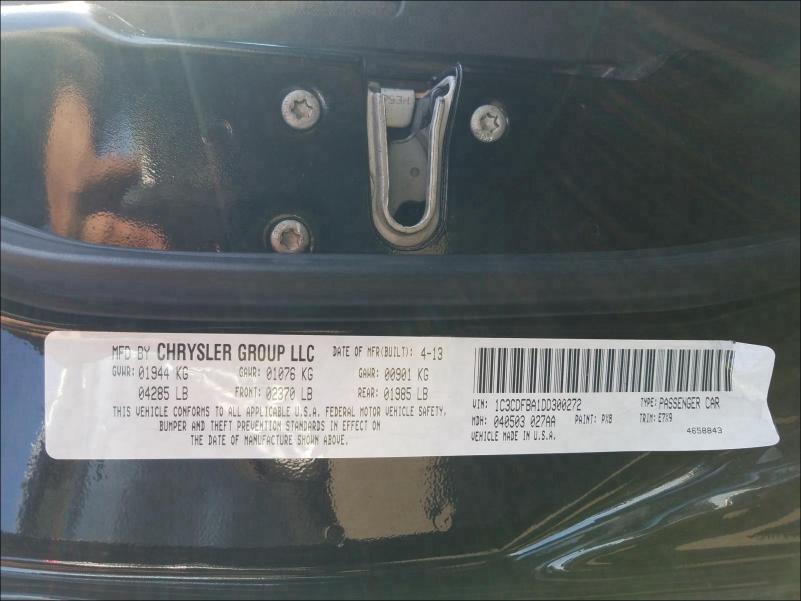 MFD BY CHRYSLER GROUP LLC DATE OF MFR(BUILT): 4-13
GVWR: 01944 KG GAWR: 01076 KG GAWR: 00901 KG
04285 LB FRONT: 02370 LB REAR: 01985 LB
THIS VEHICLE CONFORMS TO ALL APPLICABLE U.S.A. FEDERAL MOTOR VEHICLE SAFETY,
BUMPER AND THEFT PREVENTION STANDARDS IN EFFECT ON
THE DATE OF MANUFACTURE SHOWN ABOVE.
VIN: 1C3CDFBA1DD300272 TYPE: PASSENGER CAR
MDH: 040503 027AA PAINT: PX8 TRIM: E7X9
VEHICLE MADE IN U.S.A. 4658843